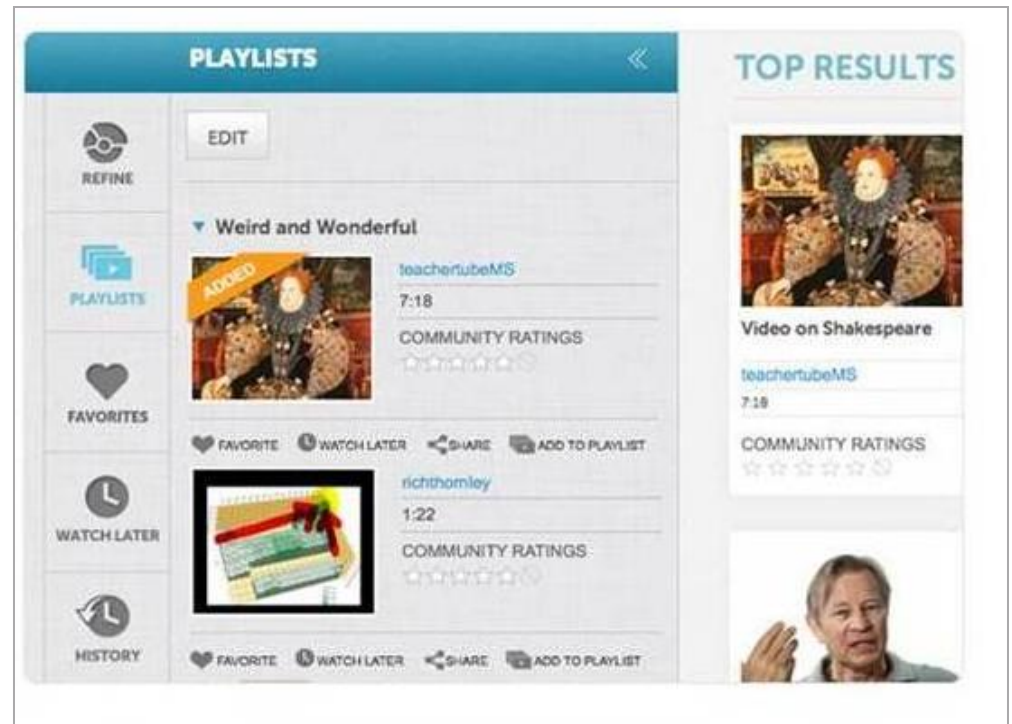 PLAYLISTS
REFINE
PLAYLISTS
FAVORITES
WATCH LATER
HISTORY
EDIT
Weird and Wonderful
ADDED
teachertubeMS
7:18
COMMUNITY RATINGS
FAVORITE WATCH LATER SHARE ADD TO PLAYLIST
richthornley
1:22
COMMUNITY RATINGS
FAVORITE WATCH LATER SHARE ADD TO PLAYLIST
TOP RESULTS
Video on Shakespeare
teachertubeMS
7:18
COMMUNITY RATINGS